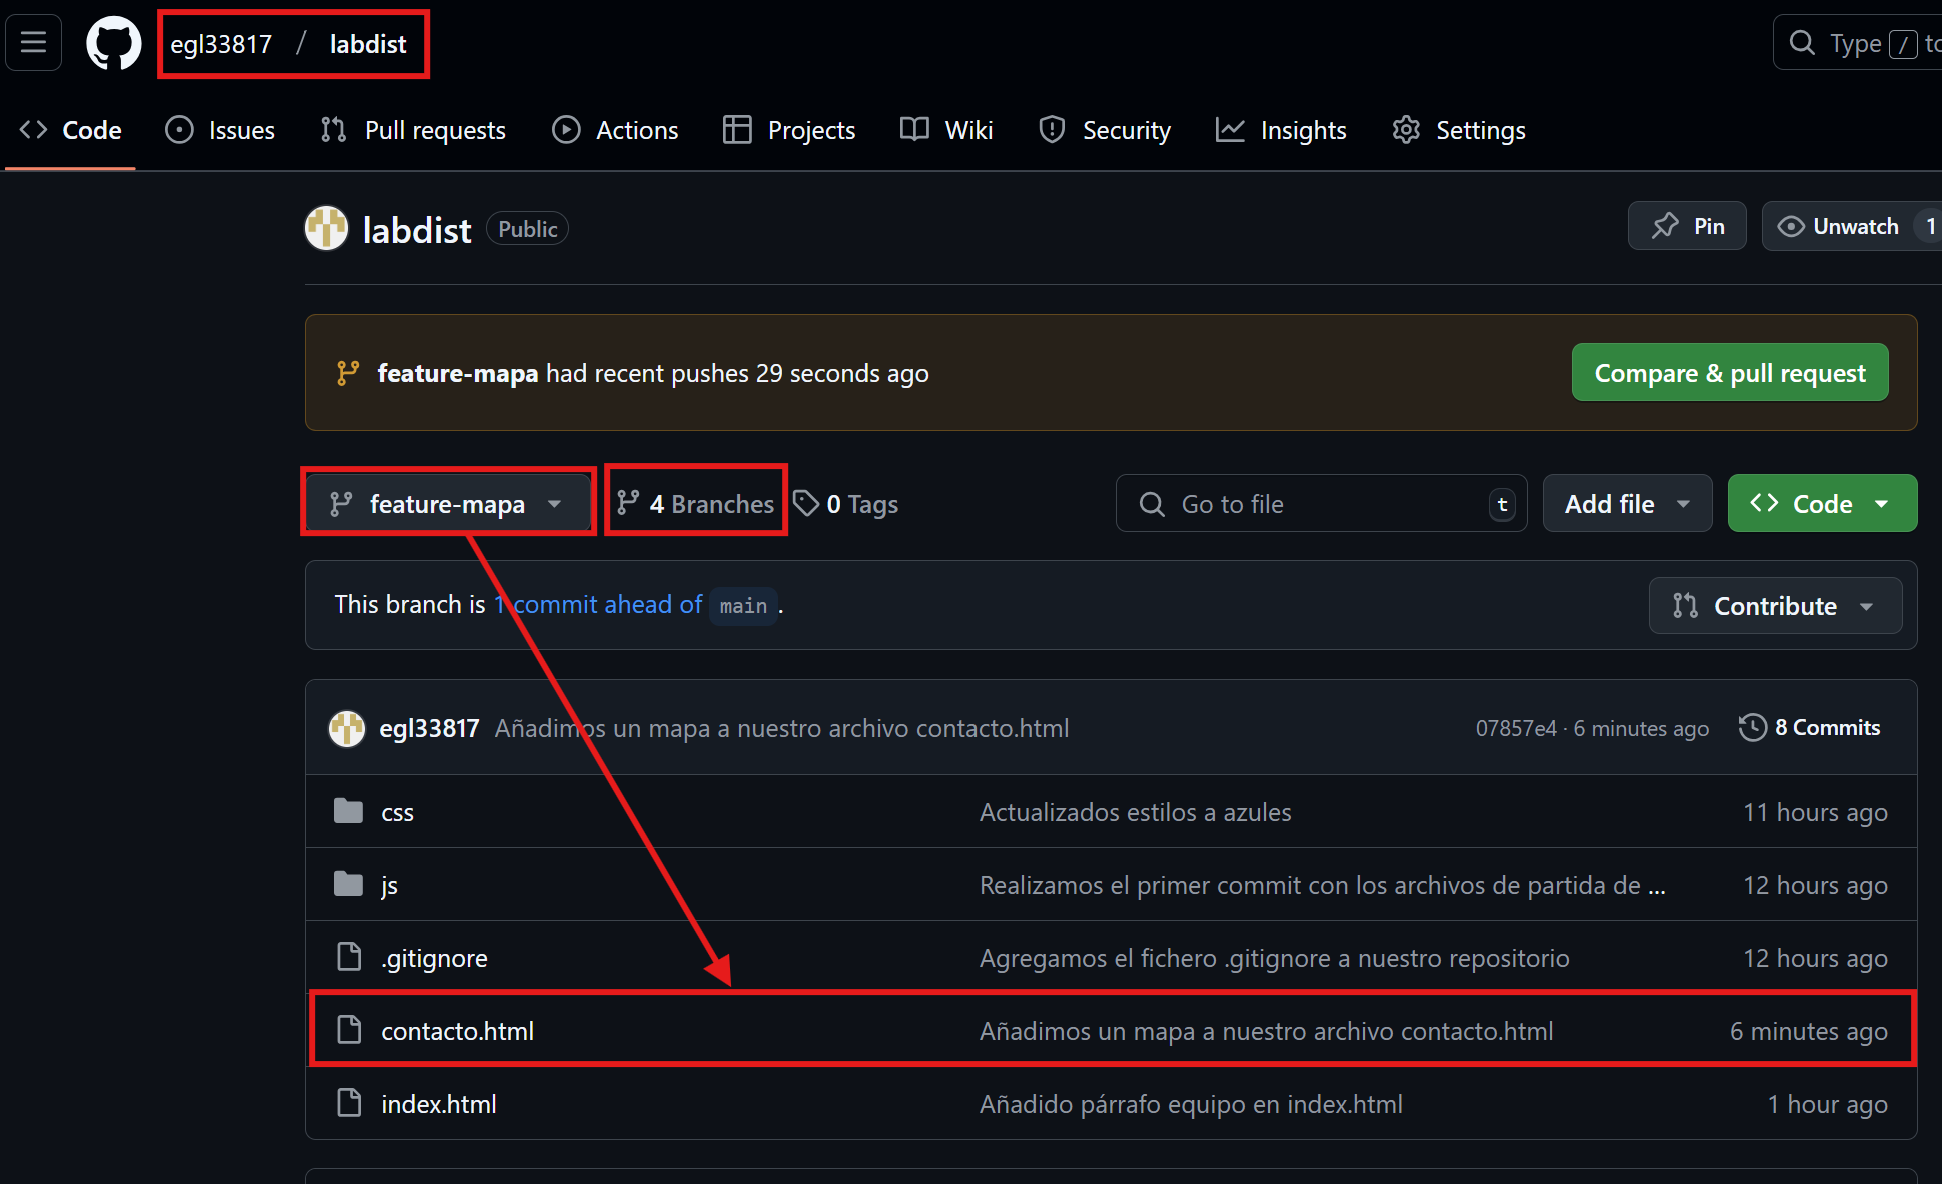 egl33817 / labdist
Type / to
Code Issues Pull requests Actions Projects Wiki Security Insights Settings
labdist Public
Pin Unwatch 1
feature-mapa had recent pushes 29 seconds ago
Compare & pull request
feature-mapa 4 Branches 0 Tags Go to file t Add file Code
This branch is 1 commit ahead of main .
Contribute
egl33817 Añadimos un mapa a nuestro archivo contacto.html 07857e4 · 6 minutes ago 8 Commits
css Actualizados estilos a azules 11 hours ago
js Realizamos el primer commit con los archivos de partida de ... 12 hours ago
.gitignore Agregamos el fichero .gitignore a nuestro repositorio 12 hours ago
contacto.html Añadimos un mapa a nuestro archivo contacto.html 6 minutes ago
index.html Añadido párrafo equipo en index.html 1 hour ago